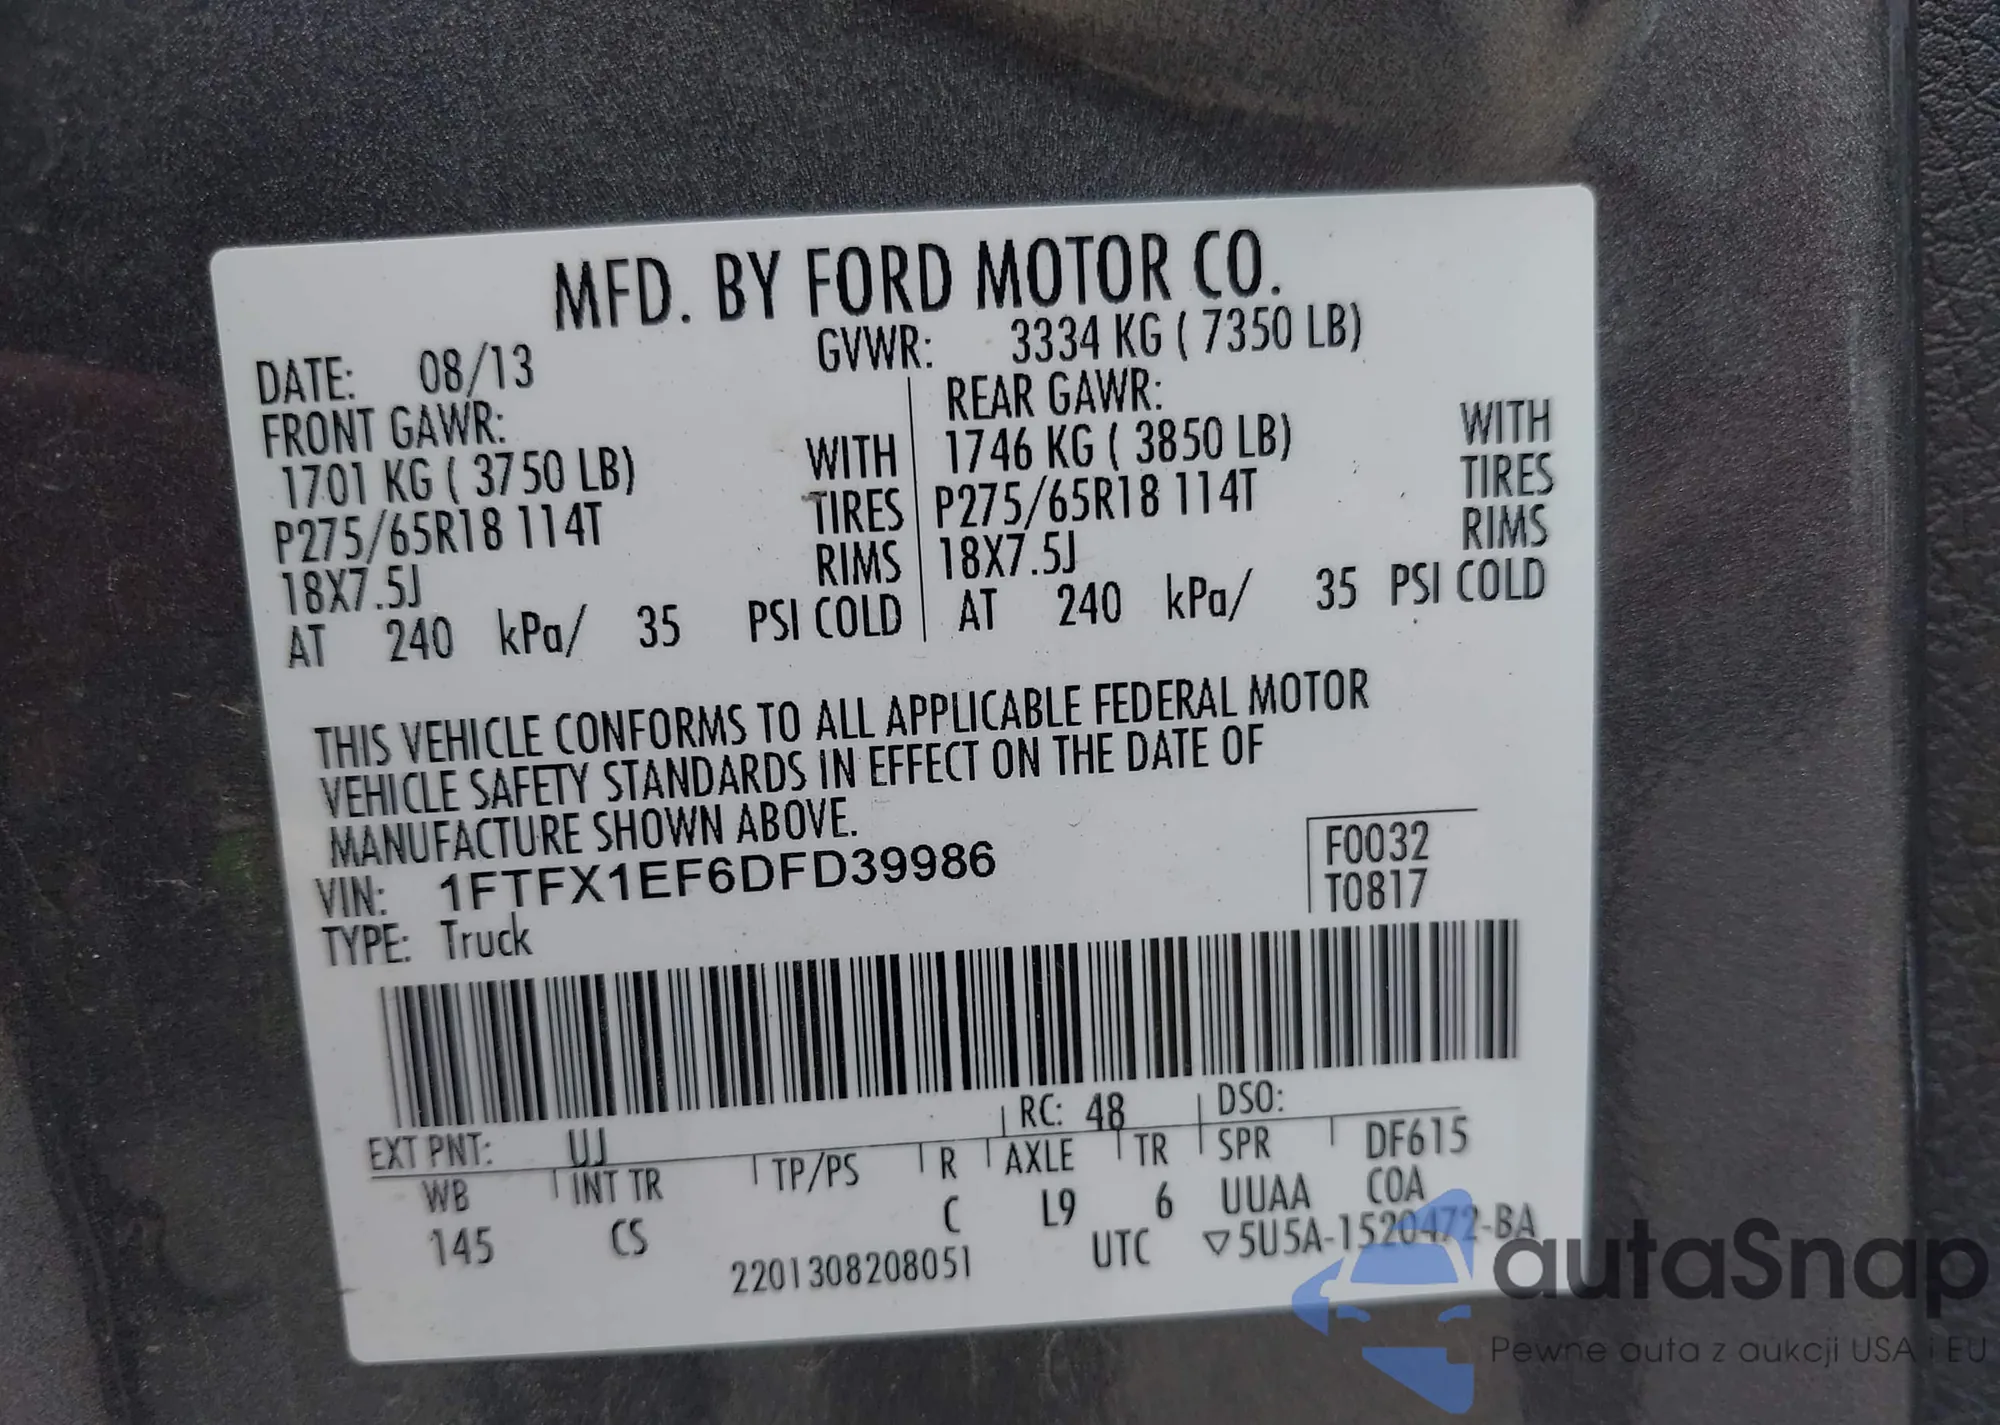 MFD. BY FORD MOTOR CO.
DATE: 08/13 GVWR: 3334 KG ( 7350 LB)
FRONT GAWR: REAR GAWR:
1701 KG ( 3750 LB) WITH 1746 KG ( 3850 LB) WITH
P275/65R18 114T TIRES P275/65R18 114T TIRES
18X7.5J RIMS 18X7.5J RIMS
AT 240 kPa/ 35 PSI COLD AT 240 kPa/ 35 PSI COLD
THIS VEHICLE CONFORMS TO ALL APPLICABLE FEDERAL MOTOR
VEHICLE SAFETY STANDARDS IN EFFECT ON THE DATE OF
MANUFACTURE SHOWN ABOVE.
VIN: 1FTFX1EF6DFD39986 F0032
TYPE: Truck T0817
EXT PNT: UJ RC: 48 DSO:
WB INT TR TP/PS R AXLE TR SPR DF615
145 CS C L9 6 UUAA COA
2201308208051 UTC ▽5U5A-1520472-BA
autaSnap
Pewne auta z aukcji USA i EU